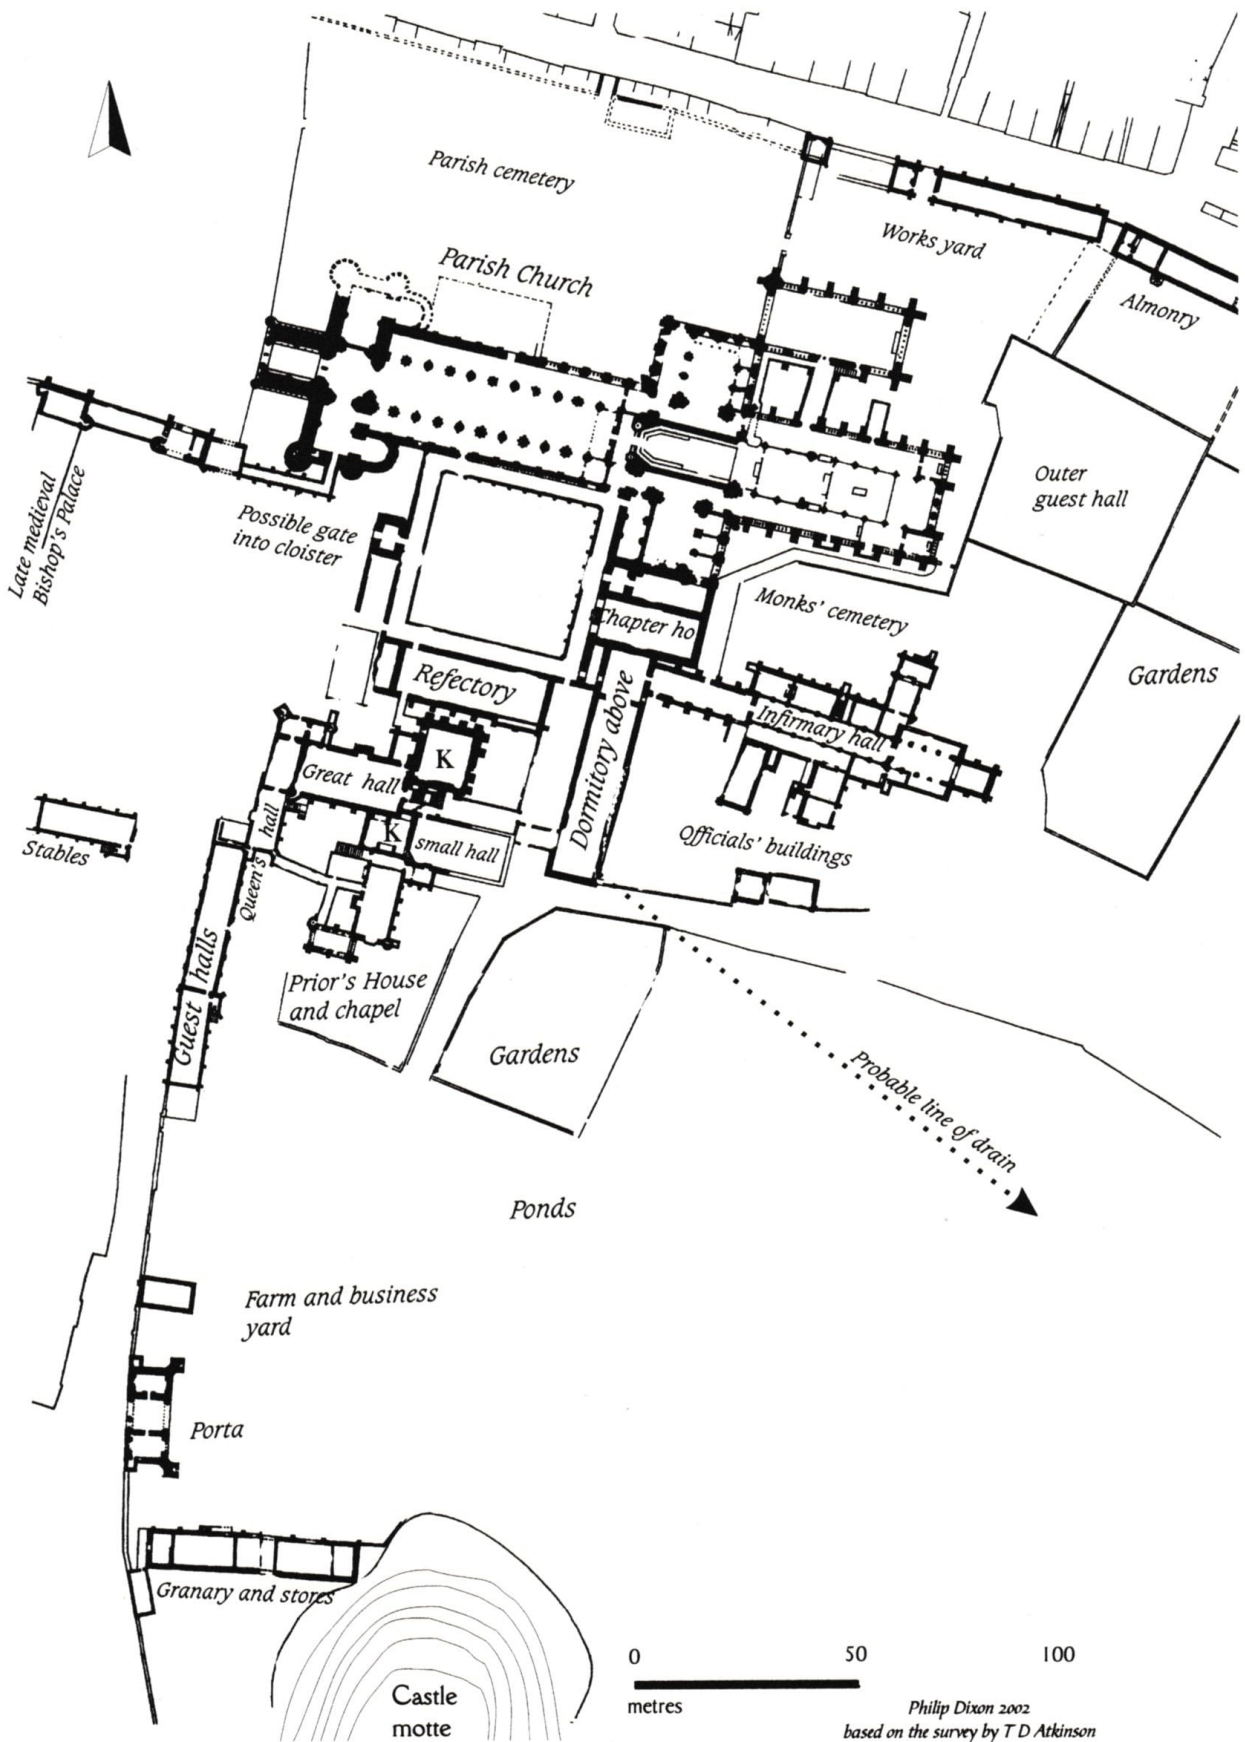 Parish cemetery
Works yard
Parish Church
Almonry
Late medieval
Bishop's Palace
Possible gate
into cloister
Outer
guest hall
Monks' cemetery
Chapter ho
Gardens
Refectory
Dormitory above
Infirmary hall
K
Great hall
Stables
Queen's hall
K
small hall
Officials' buildings
Guest halls
Prior's House
and chapel
Gardens
Probable line of drain
Ponds
Farm and business
yard
Porta
Granary and stores
Castle
motte
0 50 100
metres
Philip Dixon 2002
based on the survey by T D Atkinson